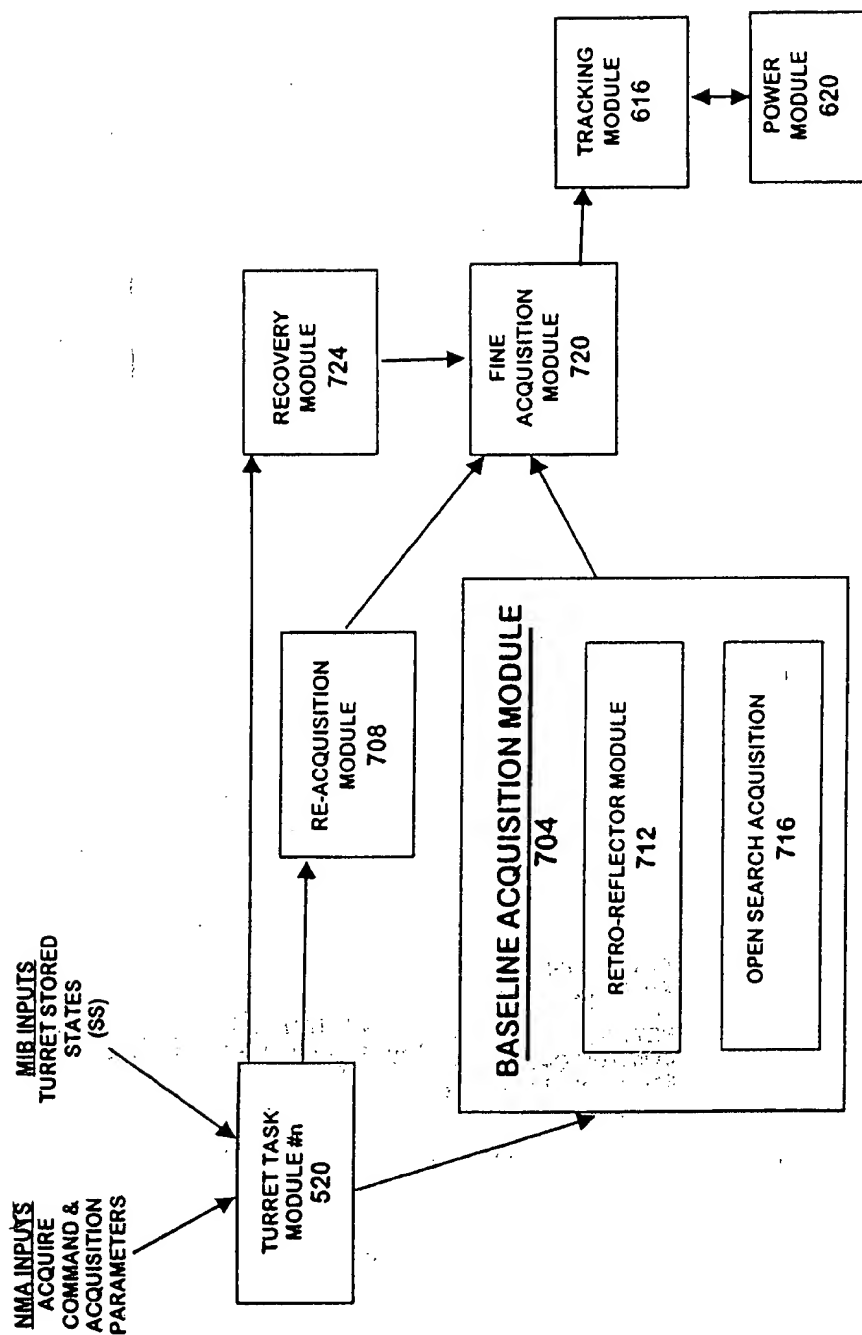 NMA INPUTS
ACQUIRE
COMMAND &
ACQUISITION
PARAMETERS
MIB INPUTS
TURRET STORED
STATES
(SS)
TURRET TASK
MODULE #n
520
RE-ACQUISITION
MODULE
708
RECOVERY
MODULE
724
BASELINE ACQUISITION MODULE
704
RETRO-REFLECTOR MODULE
712
OPEN SEARCH ACQUISITION
716
FINE
ACQUISITION
MODULE
720
TRACKING
MODULE
616
POWER
MODULE
620